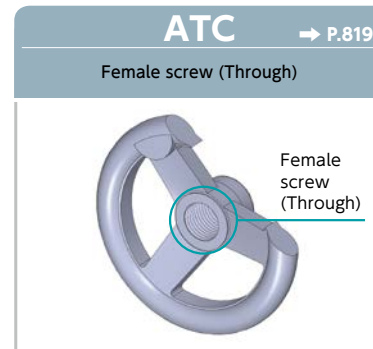 ATC ➡ P.819
Female screw (Through)
Female
screw
(Through)